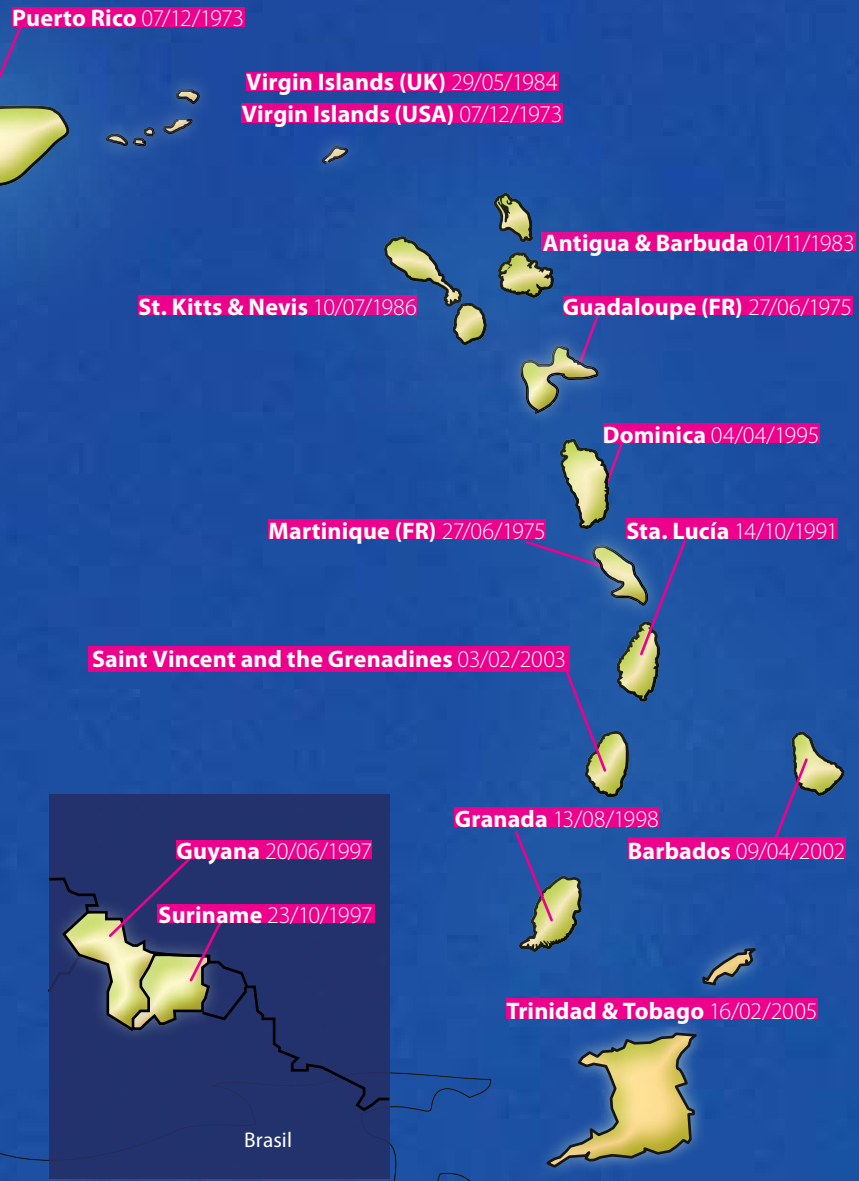 Puerto Rico 07/12/1973
Virgin Islands (UK) 29/05/1984
Virgin Islands (USA) 07/12/1973
Antigua & Barbuda 01/11/1983
St. Kitts & Nevis 10/07/1986
Guadaloupe (FR) 27/06/1975
Dominica 04/04/1995
Martinique (FR) 27/06/1975
Sta. Lucía 14/10/1991
Saint Vincent and the Grenadines 03/02/2003
Granada 13/08/1998
Barbados 09/04/2002
Guyana 20/06/1997
Suriname 23/10/1997
Trinidad & Tobago 16/02/2005
Brasil